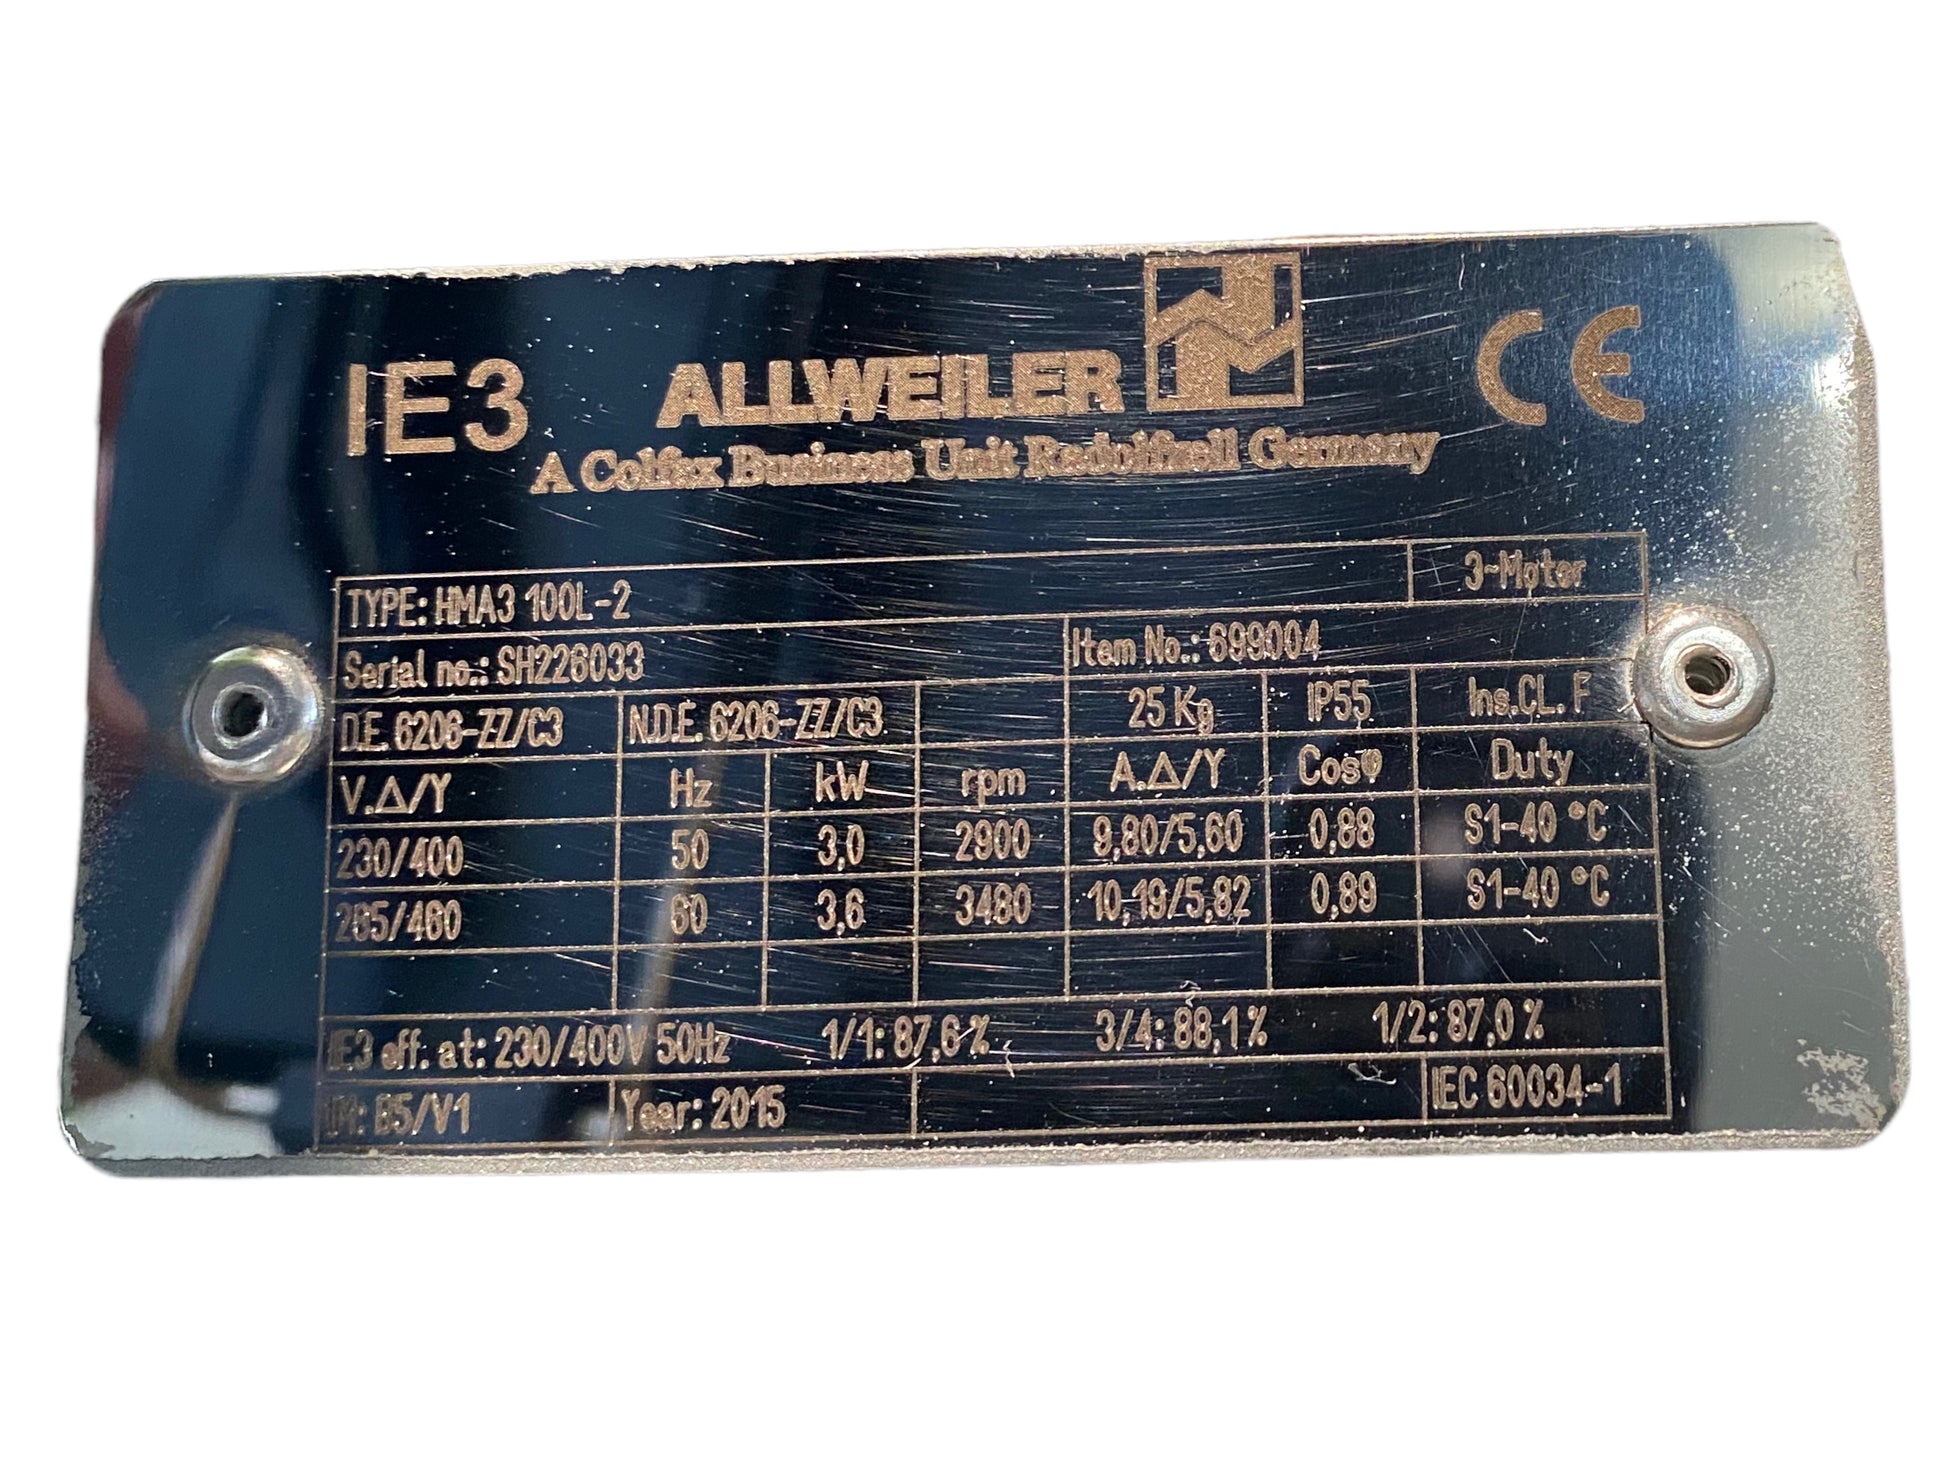 IE3 ALLWEILER CE
A Colfax Business Unit Radolfzell Germany
TYPE: HMA3 100L-2 3~Motor
Serial no.: SH226033 Item No.: 699004
D.E. 6206-ZZ/C3 N.D.E. 6206-ZZ/C3 25 Kg IP55 Ins.CL. F
V.Δ/Y Hz kW rpm A.Δ/Y Cosφ Duty
230/400 50 3,0 2900 9,80/5,60 0,88 S1-40 °C
265/460 60 3,6 3480 10,19/5,82 0,89 S1-40 °C
IE3 eff. at: 230/400V 50Hz 1/1: 87,6% 3/4: 88,1% 1/2: 87,0%
IM: B5/V1 Year: 2015 IEC 60034-1